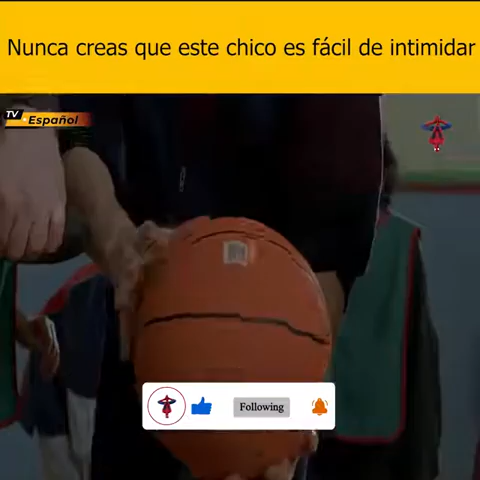 Nunca creas que este chico es fácil de intimidar
TV
Español
Following